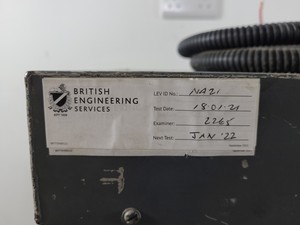 BRITISH
ENGINEERING
SERVICES
LEV ID No: NA21
Test Date: 18.01.21
Examiner: 2265
Next Test: JAN '22